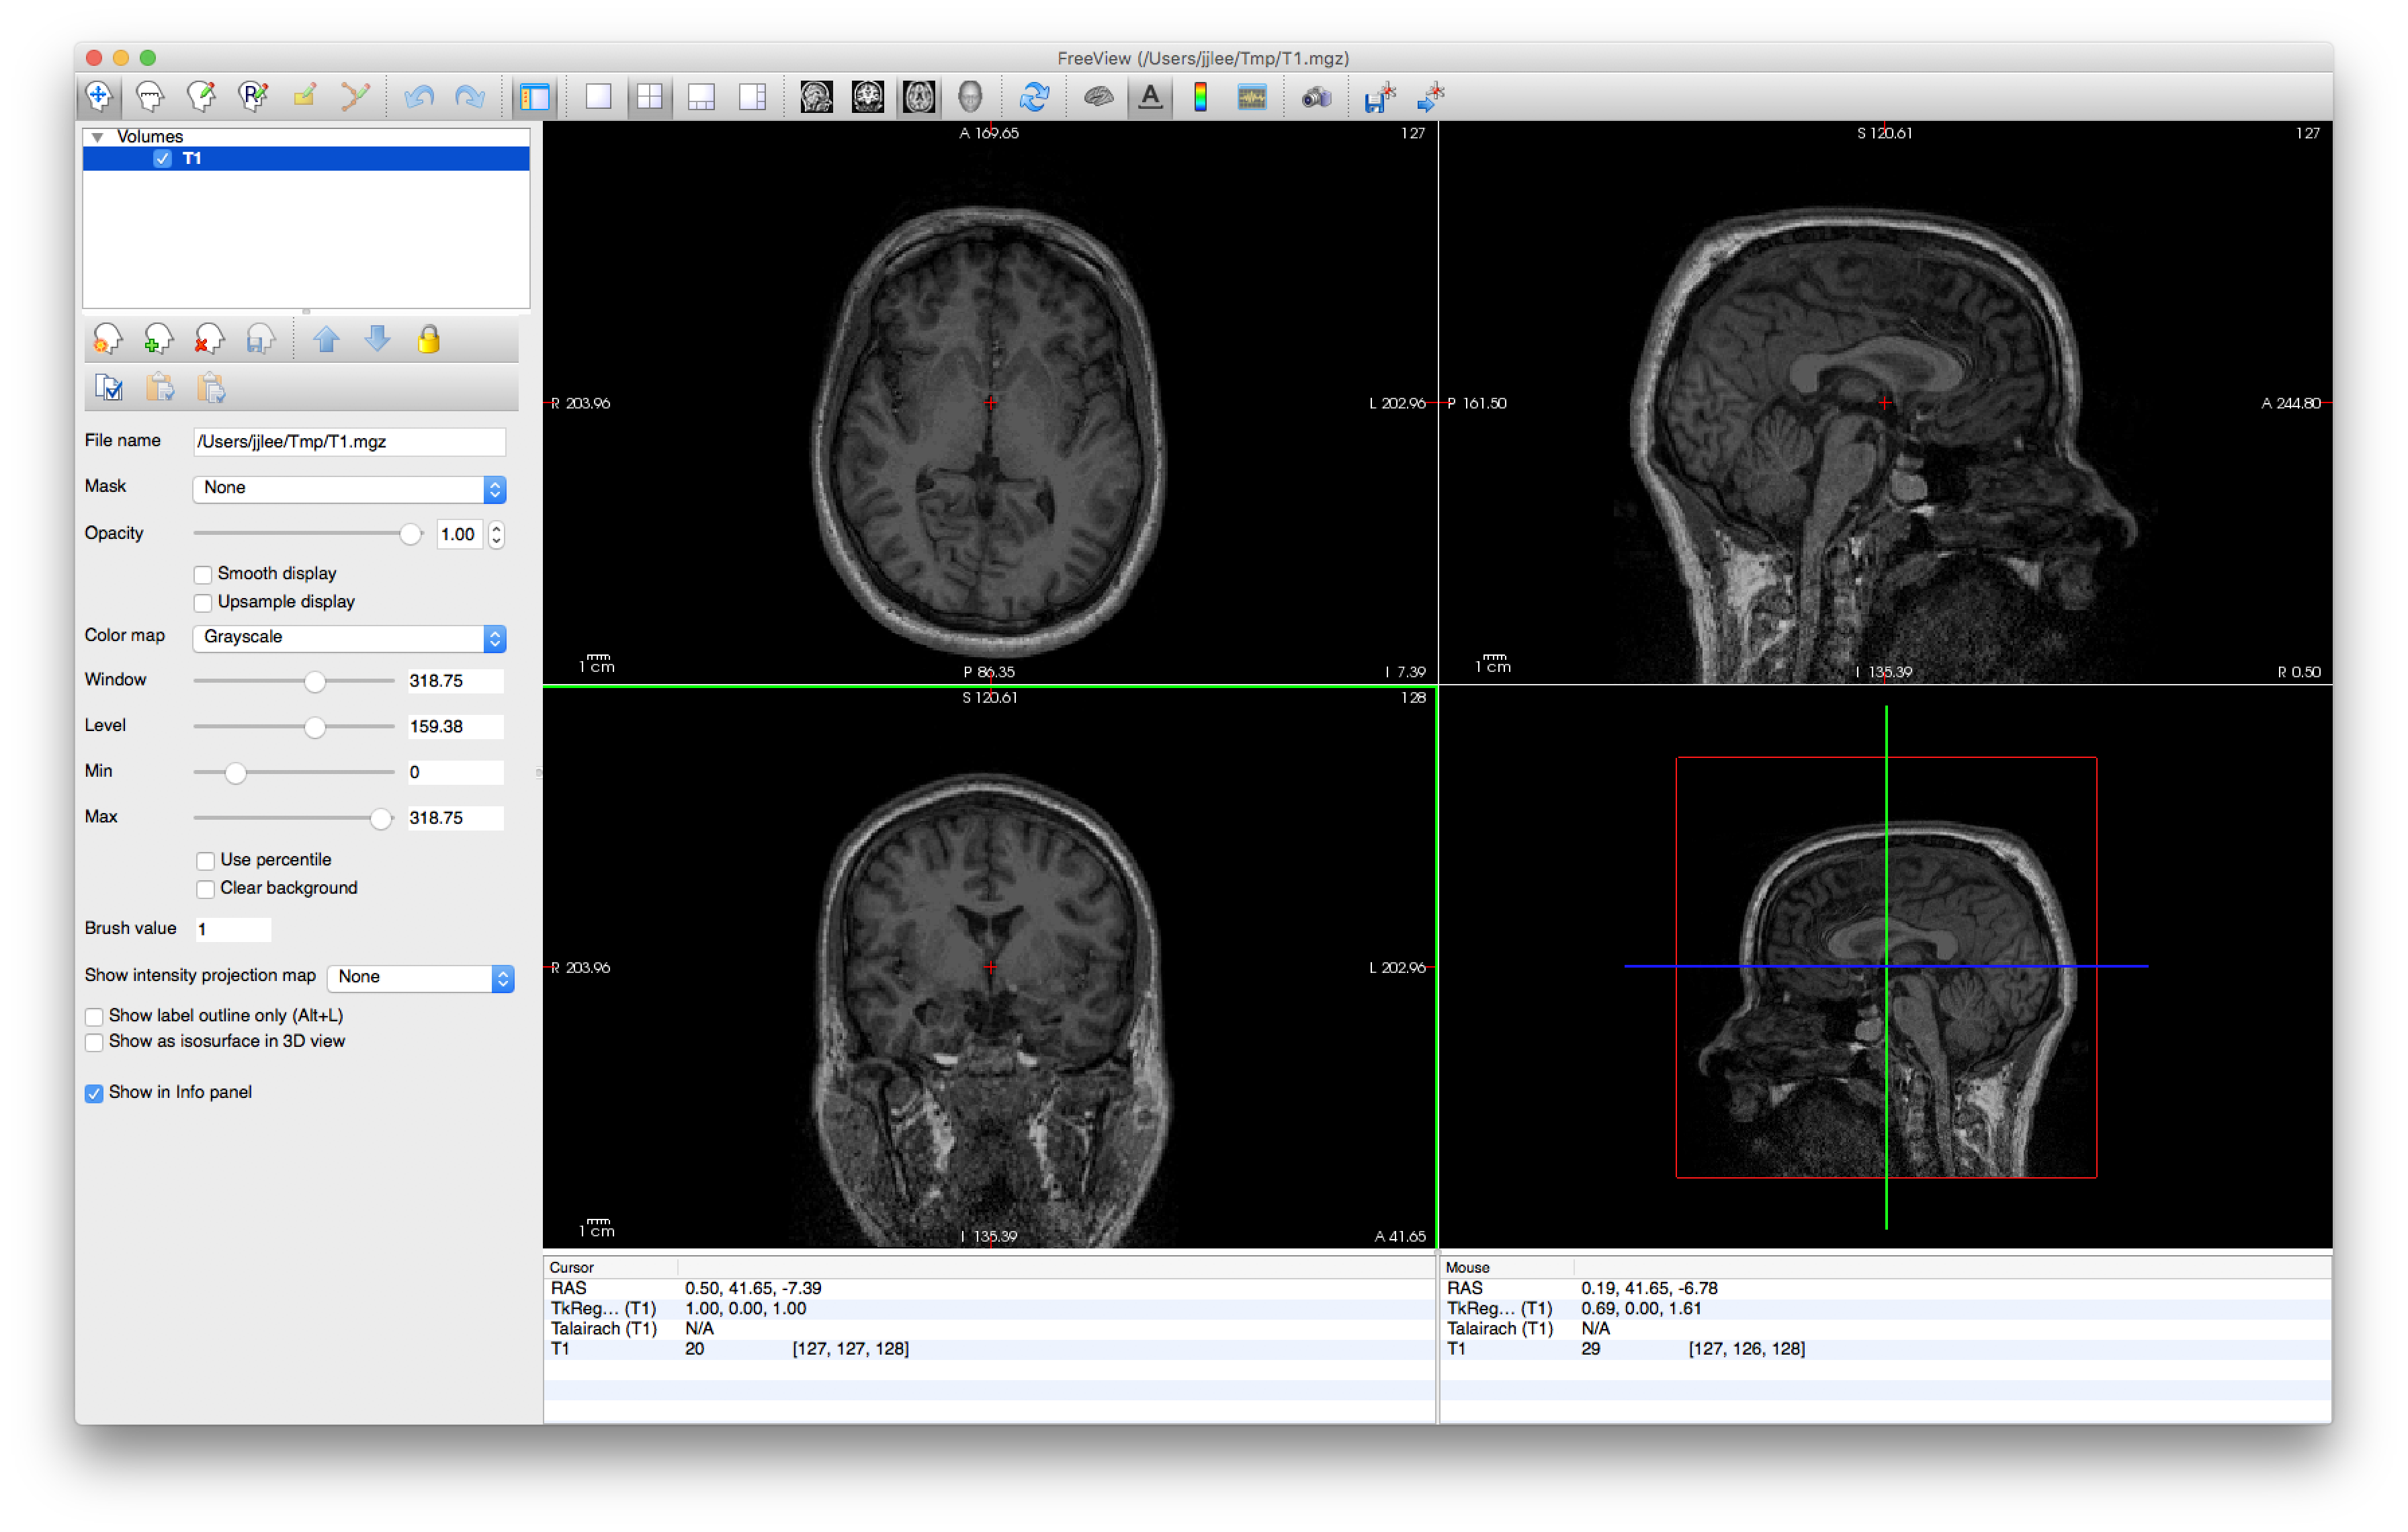 FreeView (/Users/jjlee/Tmp/T1.mgz)
R
A
Volumes
T1
File name /Users/jjlee/Tmp/T1.mgz
Mask None
Opacity 1.00
Smooth display
Upsample display
Color map Grayscale
Window 318.75
Level 159.38
Min 0
Max 318.75
Use percentile
Clear background
Brush value 1
Show intensity projection map None
Show label outline only (Alt+L)
Show as isosurface in 3D view
Show in Info panel
A 169.65 127
R 203.96 L 202.96
1 cm
P 86.35 I 7.39
S 120.61 127
P 161.50 A 244.80
1 cm
I 135.39 R 0.50
S 120.61 128
R 203.96 L 202.96
1 cm
I 135.39 A 41.65
Cursor
RAS 0.50, 41.65, -7.39
TkReg... (T1) 1.00, 0.00, 1.00
Talairach (T1) N/A
T1 20 [127, 127, 128]
Mouse
RAS 0.19, 41.65, -6.78
TkReg... (T1) 0.69, 0.00, 1.61
Talairach (T1) N/A
T1 29 [127, 126, 128]